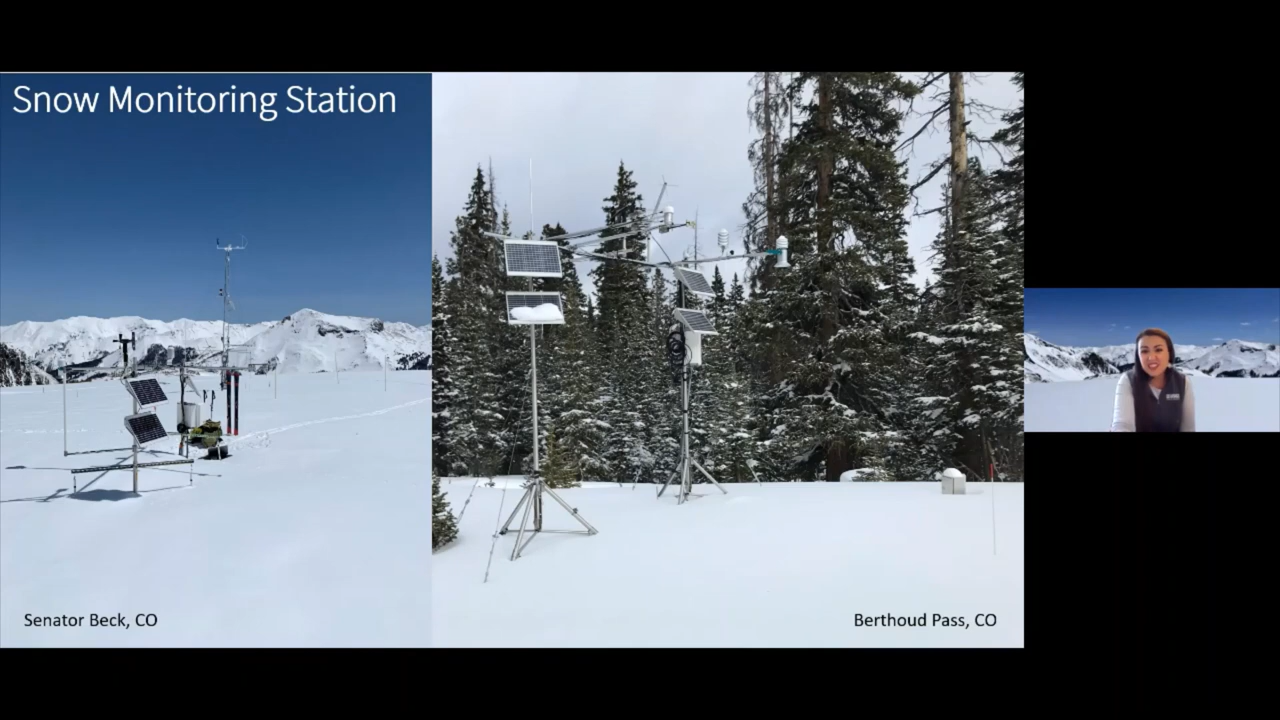 Snow Monitoring Station
Senator Beck, CO
Berthoud Pass, CO